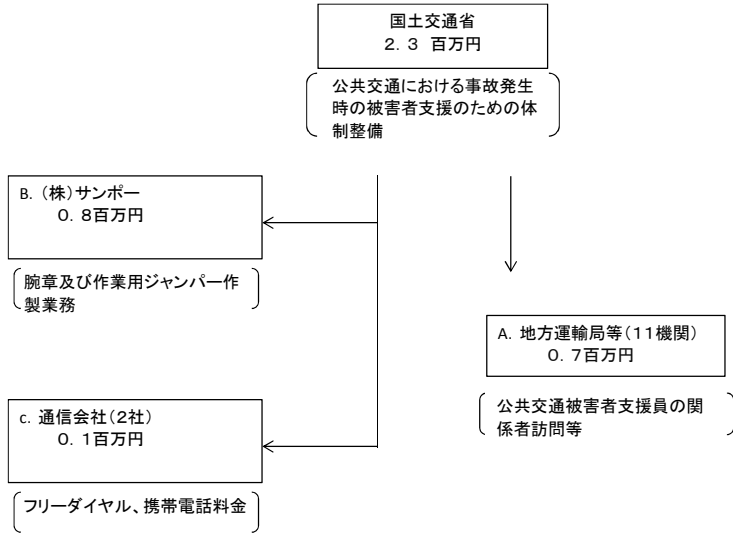 国土交通省
２．３　百万円
公共交通における事故発生
時の被害者支援のための体
制整備
B. （株）サンポー
０．８百万円
腕章及び作業用ジャンパー作
製業務
A. 地方運輸局等（１１機関）
０．７百万円
公共交通被害者支援員の関
係者訪問等
c. 通信会社（２社）
０．１百万円
フリーダイヤル、携帯電話料金